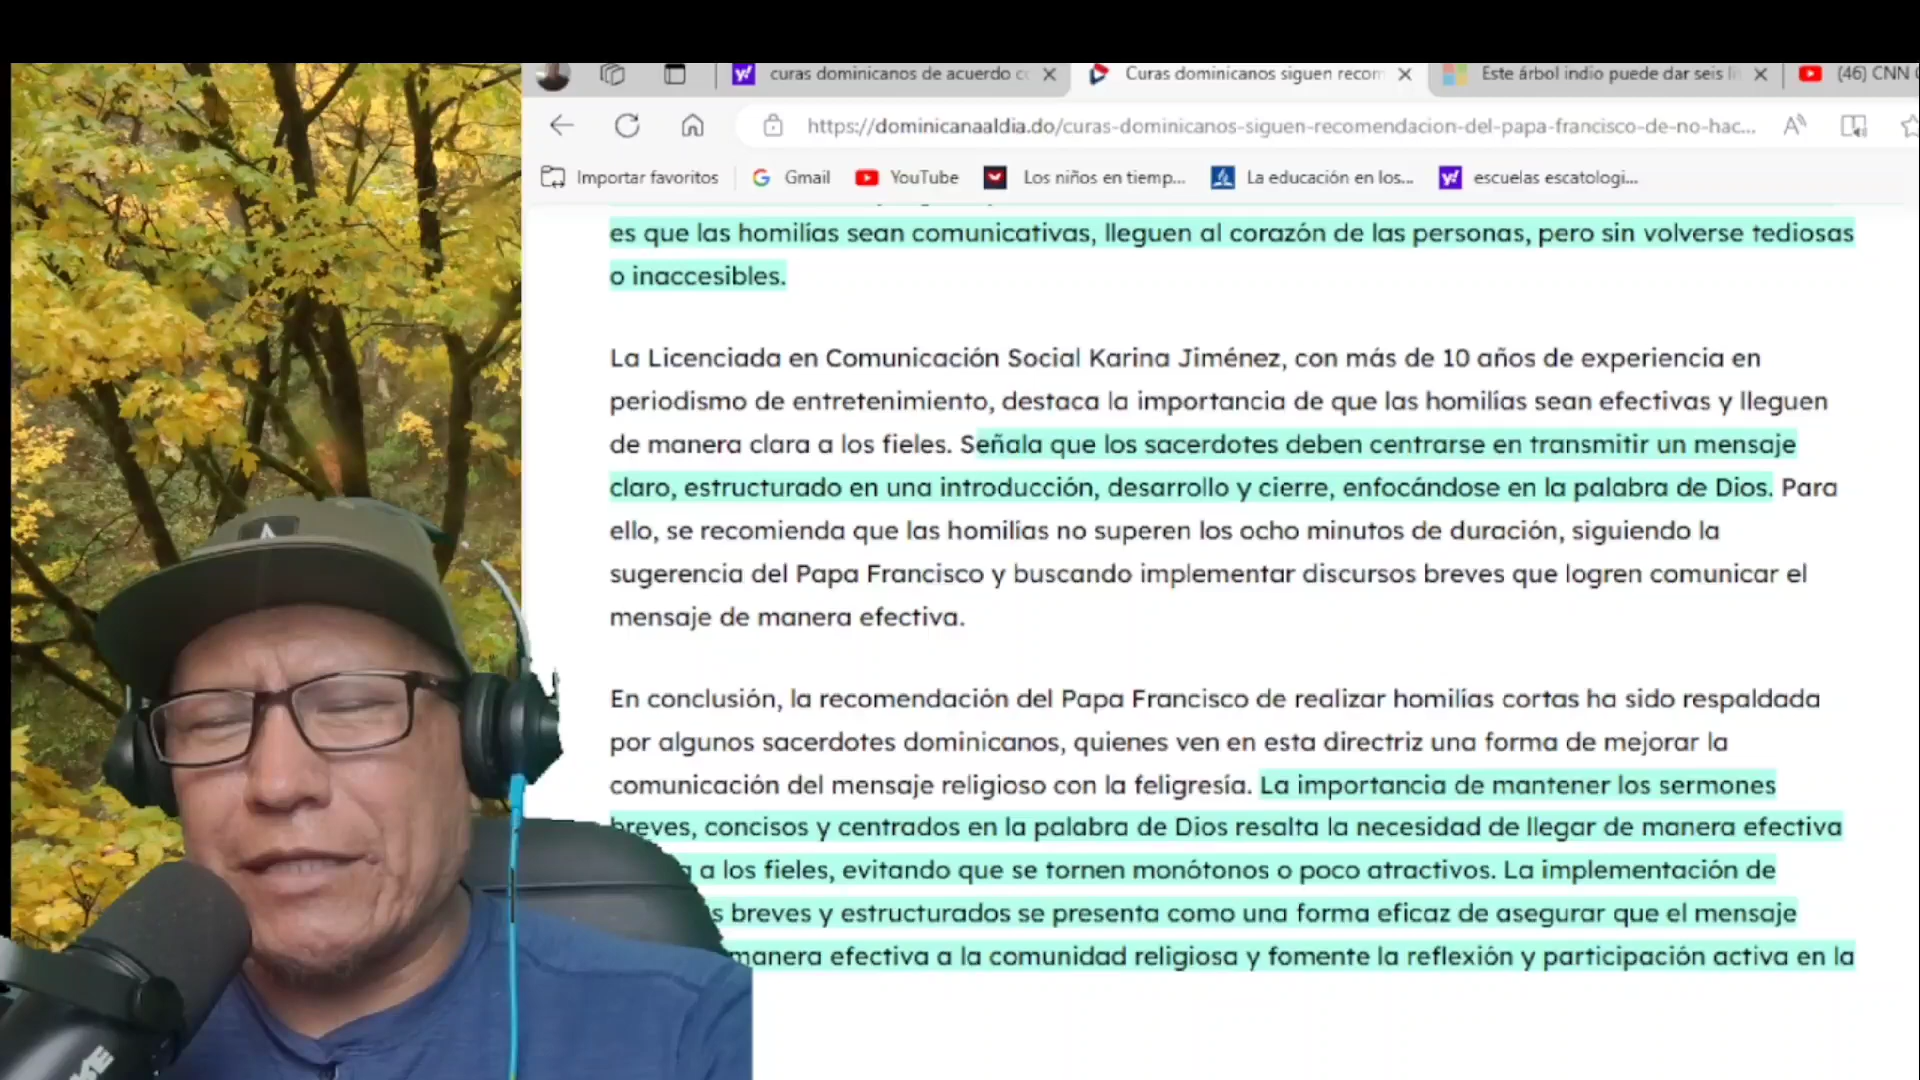 curas dominicanos de acuerdo
Curas dominicanos siguen recom
Este árbol indio puede dar seis
(46) CNN
https://dominicanaaldia.do/curas-dominicanos-siguen-recomendacion-del-papa-francisco-de-no-hac...
Importar favoritos
Gmail
YouTube
Los niños en tiemp...
La educación en los...
escuelas escatologi...
es que las homilías sean comunicativas, lleguen al corazón de las personas, pero sin volverse tediosas
o inaccesibles.
La Licenciada en Comunicación Social Karina Jiménez, con más de 10 años de experiencia en
periodismo de entretenimiento, destaca la importancia de que las homilías sean efectivas y lleguen
de manera clara a los fieles. Señala que los sacerdotes deben centrarse en transmitir un mensaje
claro, estructurado en una introducción, desarrollo y cierre, enfocándose en la palabra de Dios. Para
ello, se recomienda que las homilías no superen los ocho minutos de duración, siguiendo la
sugerencia del Papa Francisco y buscando implementar discursos breves que logren comunicar el
mensaje de manera efectiva.
En conclusión, la recomendación del Papa Francisco de realizar homilías cortas ha sido respaldada
por algunos sacerdotes dominicanos, quienes ven en esta directriz una forma de mejorar la
comunicación del mensaje religioso con la feligresía. La importancia de mantener los sermones
breves, concisos y centrados en la palabra de Dios resalta la necesidad de llegar de manera efectiva
a los fieles, evitando que se tornen monótonos o poco atractivos. La implementación de
s breves y estructurados se presenta como una forma eficaz de asegurar que el mensaje
manera efectiva a la comunidad religiosa y fomente la reflexión y participación activa en la